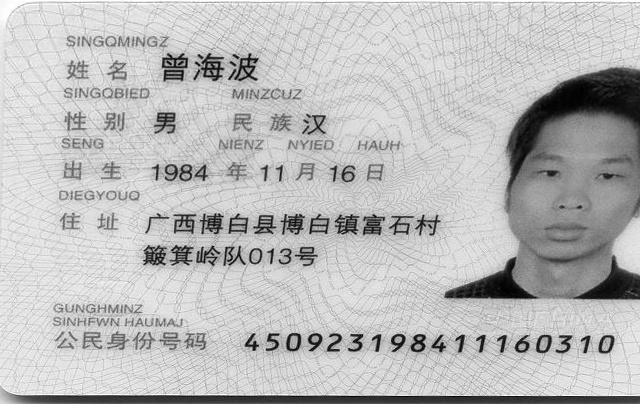 SINGQMINGZ
姓 名 曾海波
SINGQBIED MINZCUZ
性 别 男 民 族 汉
SENG NIENZ NYIED HAUH
出 生 1984 年 11 月 16 日
DIEGYOUQ
住 址 广西博白县博白镇富石村
簸箕岭队013号
GUNGHMINZ
SINHFWN HAUMAJ
公民身份号码 450923198411160310